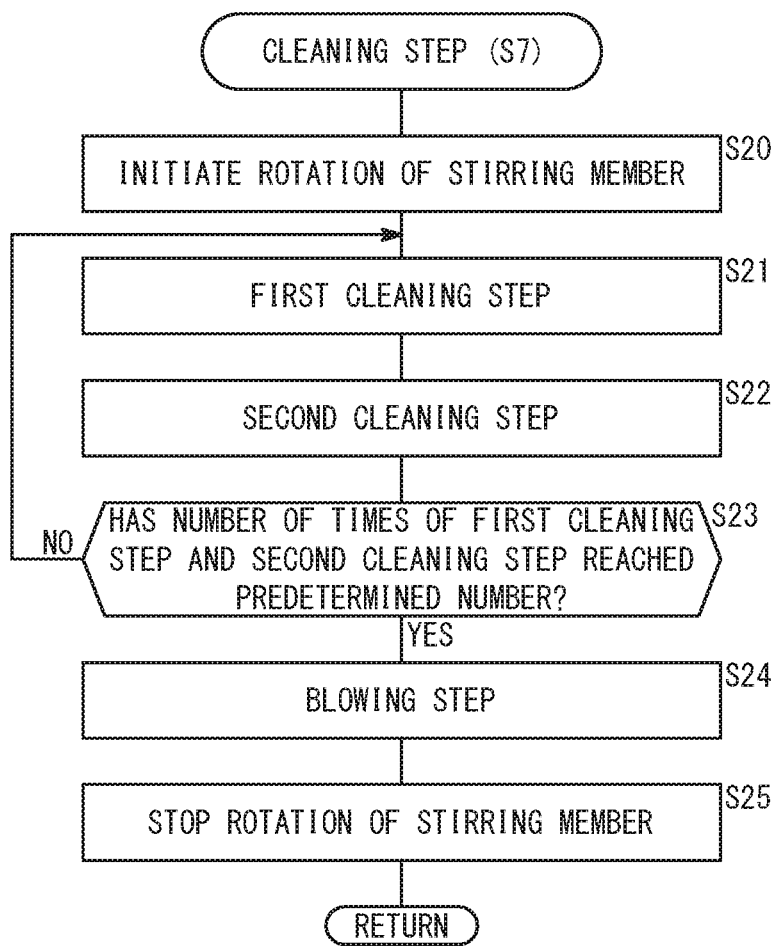 CLEANING STEP (S7)
S20
INITIATE ROTATION OF STIRRING MEMBER
S21
FIRST CLEANING STEP
S22
SECOND CLEANING STEP
S23
HAS NUMBER OF TIMES OF FIRST CLEANING
NO
STEP AND SECOND CLEANING STEP REACHED
PREDETERMINED NUMBER?
YES
S24
BLOWING STEP
S25
STOP ROTATION OF STIRRING MEMBER
RETURN